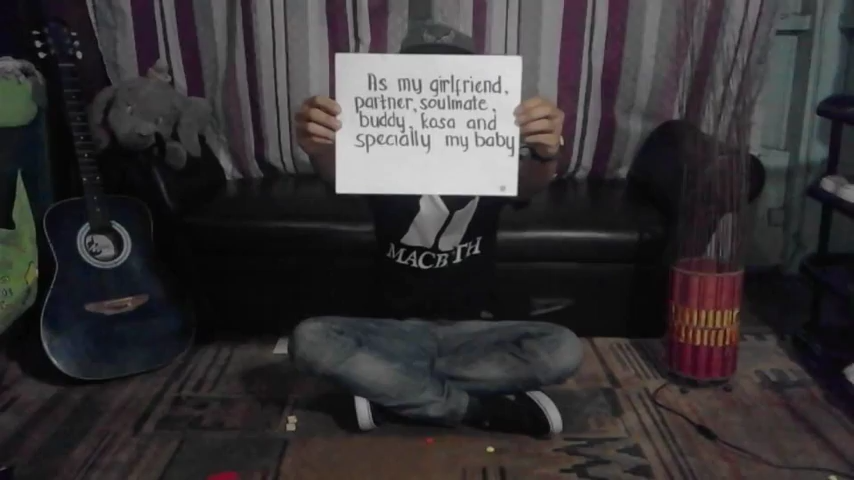 As my girlfriend,
partner, soulmate,
buddy, kasa and
specially my baby
MACBETH